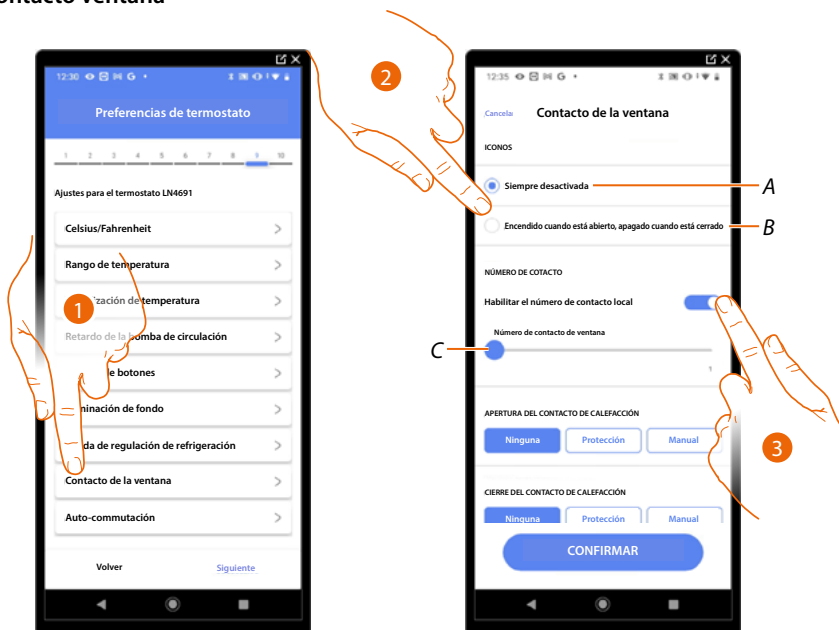 ontacto ventana
12:30
Preferencias de termostato
1 2 3 4 5 6 7 8 9 10
Ajustes para el termostato LN4691
Celsius/Fahrenheit
Rango de temperatura
ización de temperatura
Retardo de la bomba de circulación
de botones
minación de fondo
da de regulación de refrigeración
Contacto de la ventana
Auto-commutación
Volver
Siguiente
1
2
12:35
Cancelar
Contacto de la ventana
ICONOS
Siempre desactivada
A
Encendido cuando está abierto, apagado cuando está cerrado
B
NÚMERO DE COTACTO
Habilitar el número de contacto local
Número de contacto de ventana
C
1
APERTURA DEL CONTACTO DE CALEFACCIÓN
Ninguna Protección Manual
3
CIERRE DEL CONTACTO DE CALEFACCIÓN
Ninguna Protección Manual
CONFIRMAR